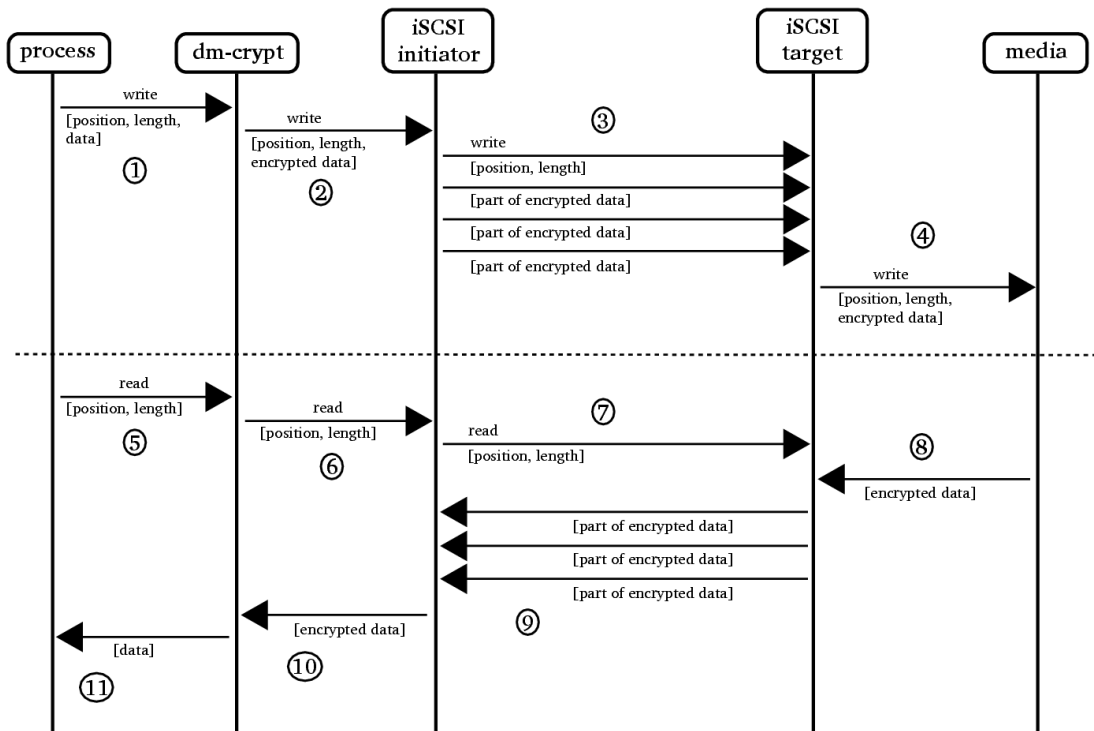 process
dm-crypt
iSCSI
initiator
iSCSI
target
media
write
[position, length,
data]
①
write
[position, length,
encrypted data]
②
③
write
[position, length]
[part of encrypted data]
[part of encrypted data]
[part of encrypted data]
④
write
[position, length,
encrypted data]
read
[position, length]
⑤
read
[position, length]
⑥
⑦
read
[position, length]
⑧
[encrypted data]
[part of encrypted data]
[part of encrypted data]
[part of encrypted data]
⑨
[encrypted data]
⑩
[data]
⑪